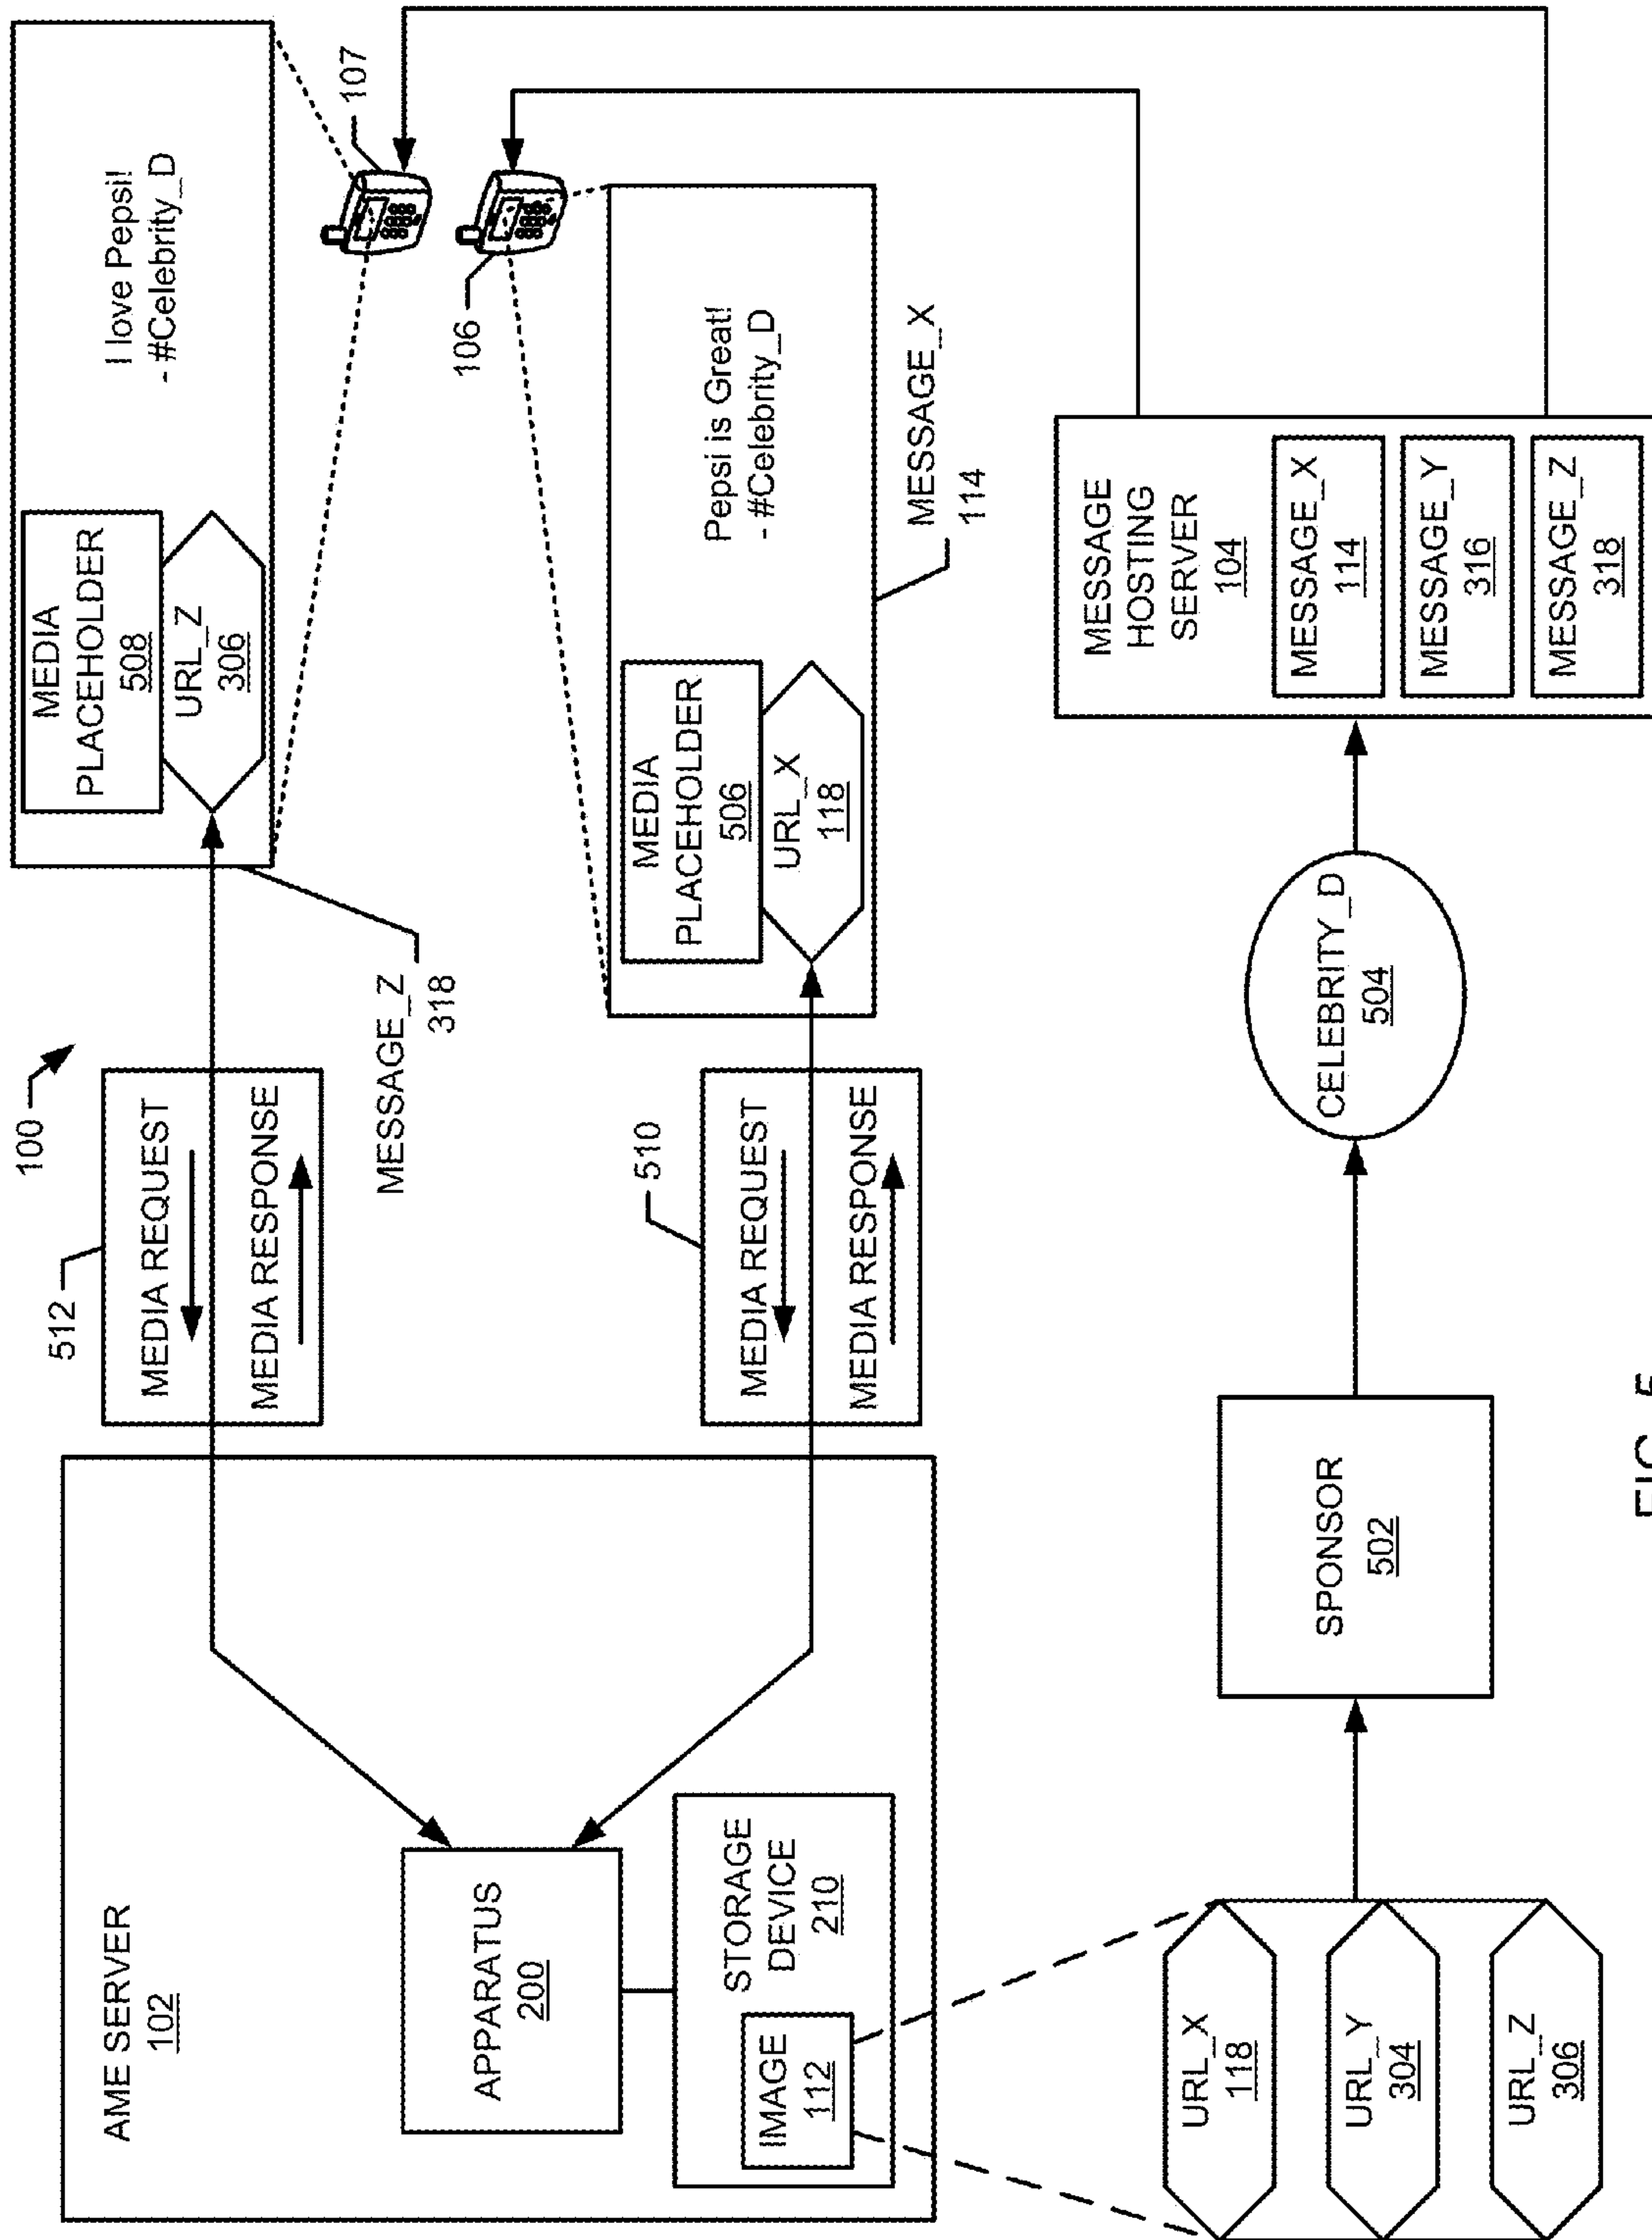 100
AME SERVER
102
APPARATUS
200
STORAGE
DEVICE
210
IMAGE
112
512
MEDIA REQUEST
MEDIA RESPONSE
510
MEDIA REQUEST
MEDIA RESPONSE
MEDIA
PLACEHOLDER
508
URL_Z
306
I love Pepsi!
- #Celebrity_D
MESSAGE_Z
318
107
106
MEDIA
PLACEHOLDER
506
URL_X
118
Pepsi is Great!
- #Celebrity_D
MESSAGE_X
114
URL_X
118
URL_Y
304
URL_Z
306
SPONSOR
502
CELEBRITY_D
504
MESSAGE
HOSTING
SERVER
104
MESSAGE_X
114
MESSAGE_Y
316
MESSAGE_Z
318
FIG. 5